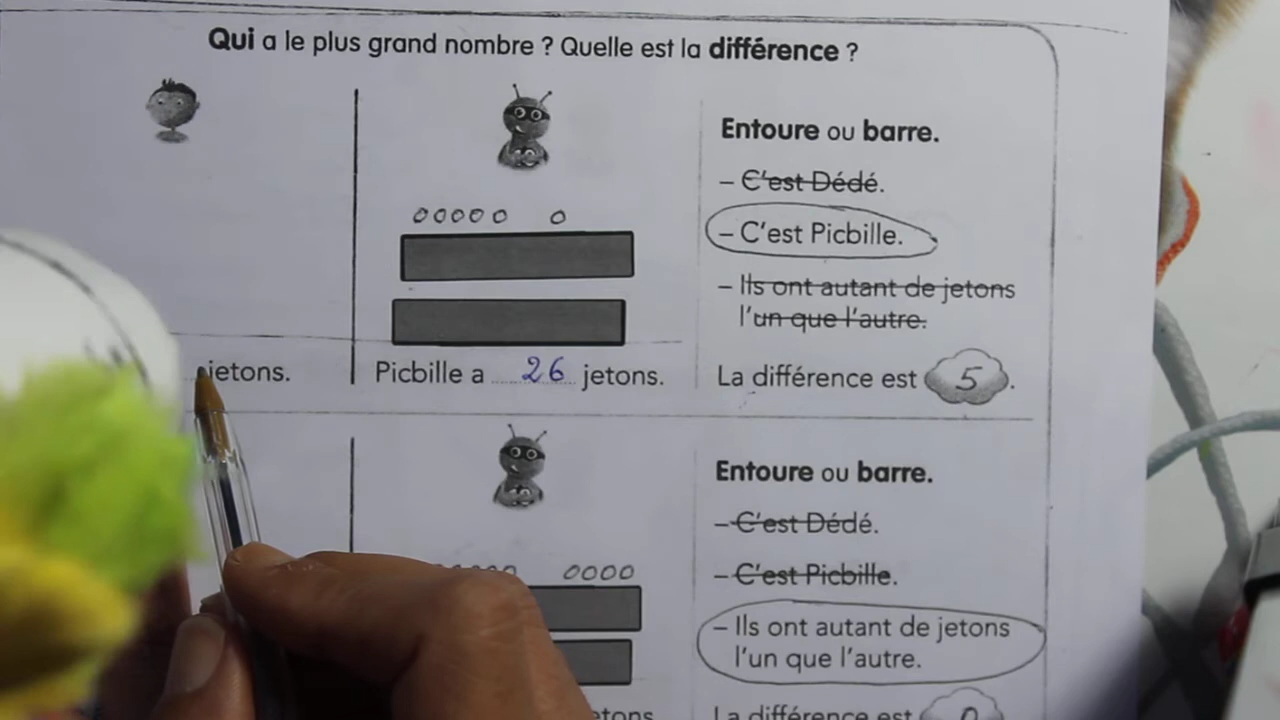 Qui a le plus grand nombre ? Quelle est la différence ?
Entoure ou barre.
– C'est Dédé.
– C'est Picbille.
– Ils ont autant de jetons
l'un que l'autre.
jetons.
Picbille a 26 jetons.
La différence est 5.
Entoure ou barre.
– C'est Dédé.
– C'est Picbille.
– Ils ont autant de jetons
l'un que l'autre.
La différence est 0